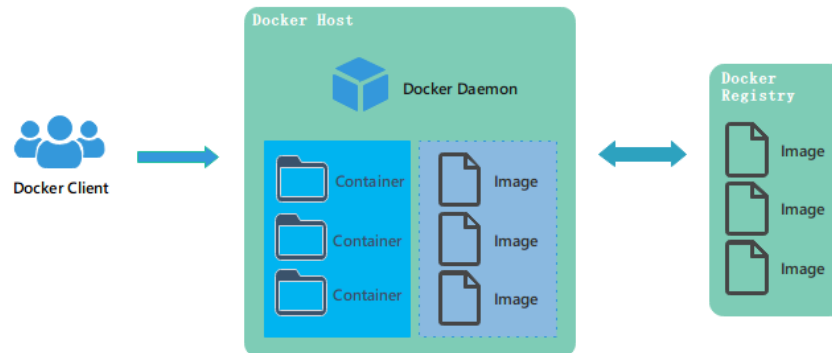 Docker Host
Docker Daemon
Docker Client
Container
Container
Container
Image
Image
Image
Docker
Registry
Image
Image
Image